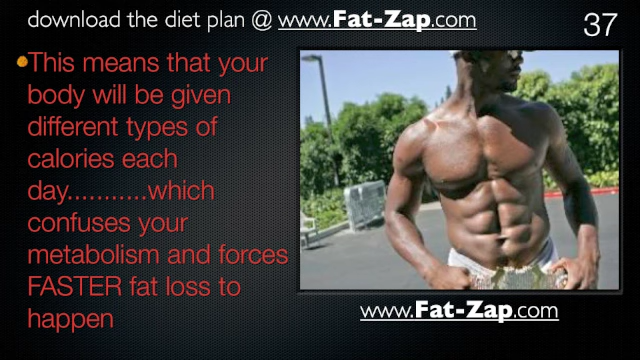 download the diet plan @ www.Fat-Zap.com
37
This means that your
body will be given
different types of
calories each
day...........which
confuses your
metabolism and forces
FASTER fat loss to
happen
www.Fat-Zap.com